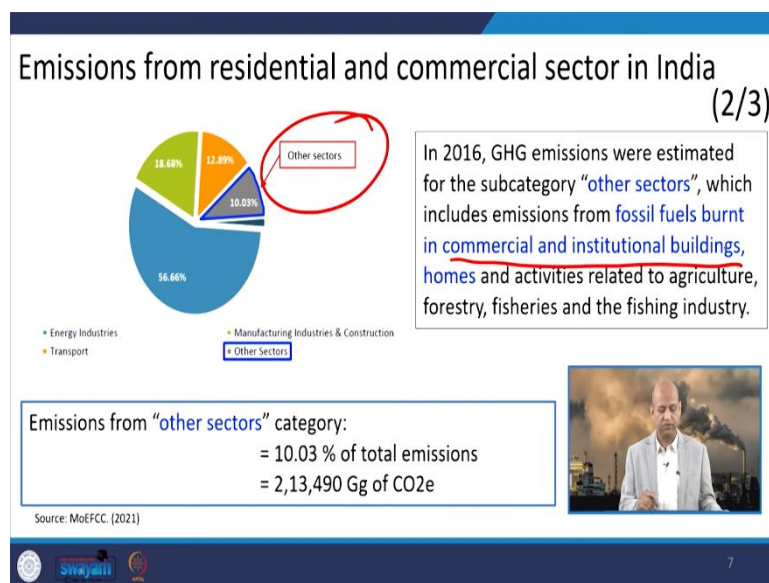 Emissions from residential and commercial sector in India
(2/3)
18.68%
12.89%
Other sectors
10.03%
56.66%
Energy Industries
Manufacturing Industries & Construction
Transport
Other Sectors
In 2016, GHG emissions were estimated
for the subcategory “other sectors”, which
includes emissions from fossil fuels burnt
in commercial and institutional buildings,
homes and activities related to agriculture,
forestry, fisheries and the fishing industry.
Emissions from “other sectors” category:
= 10.03 % of total emissions
= 2,13,490 Gg of CO2e
Source: MoEFCC. (2021)
swayam
7